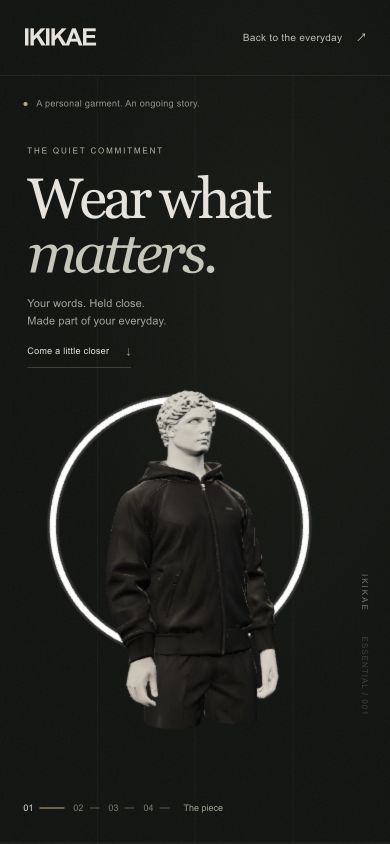 IKIKAE
Back to the everyday ↗
A personal garment. An ongoing story.
THE QUIET COMMITMENT
Wear what
matters.
Your words. Held close.
Made part of your everyday.
Come a little closer ↓
IKIKAE ESSENTIAL / 001
01 02 03 04 The piece